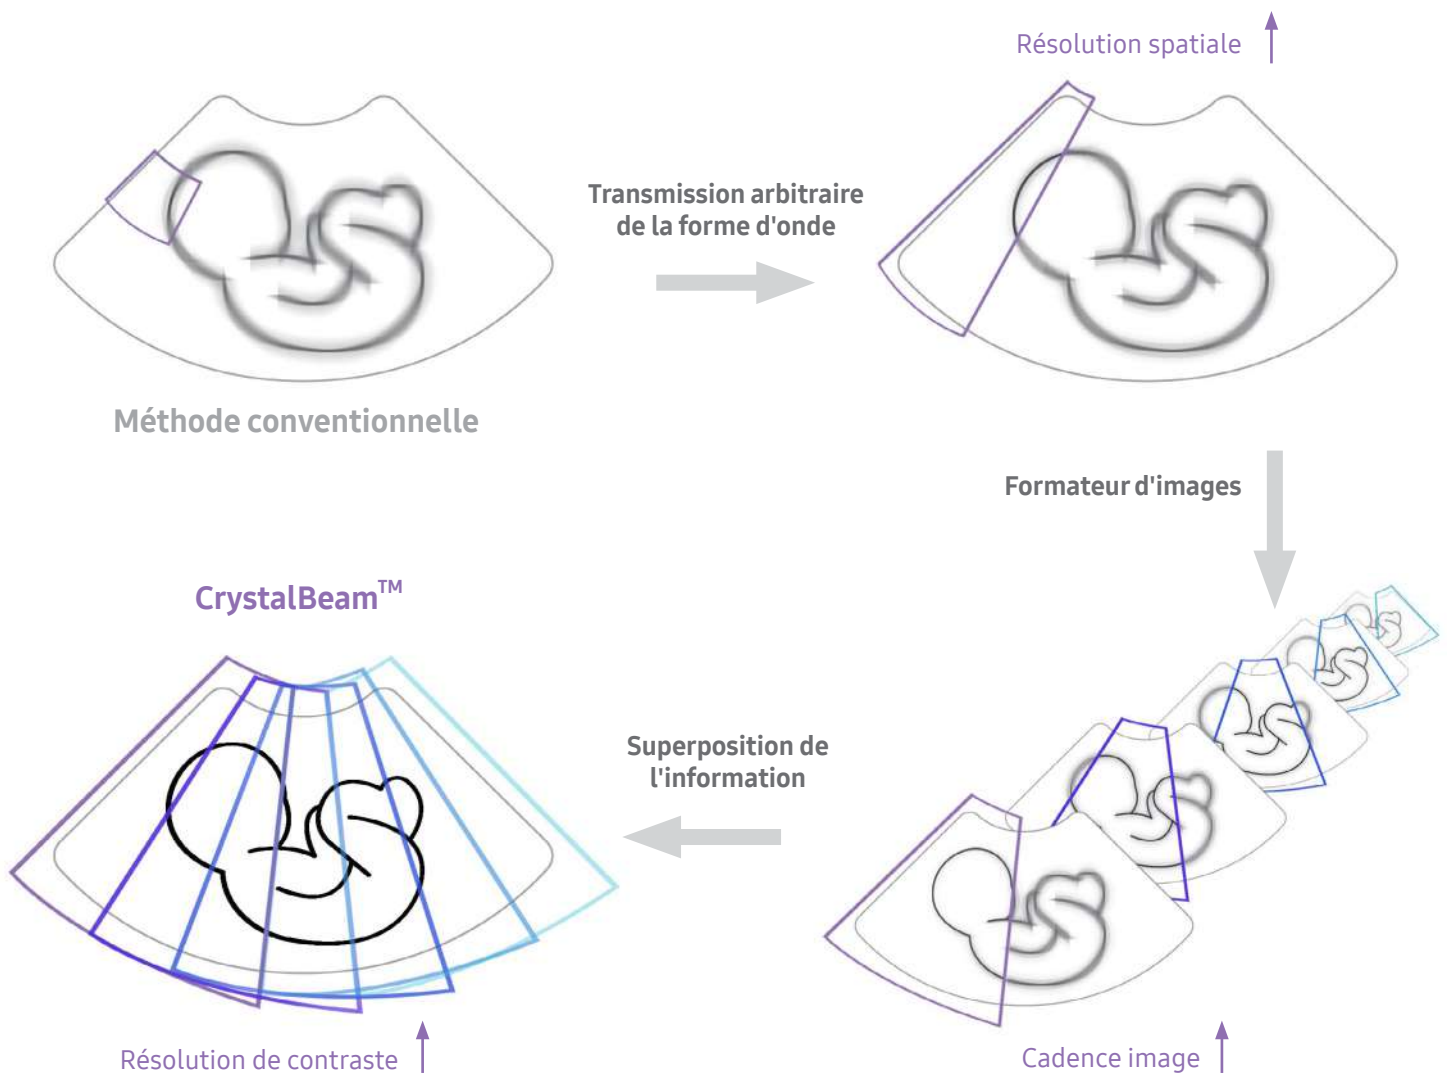 Résolution spatiale
Transmission arbitraire
de la forme d'onde
Méthode conventionnelle
Formateur d'images
CrystalBeam™
Superposition de
l'information
Résolution de contraste
Cadence image